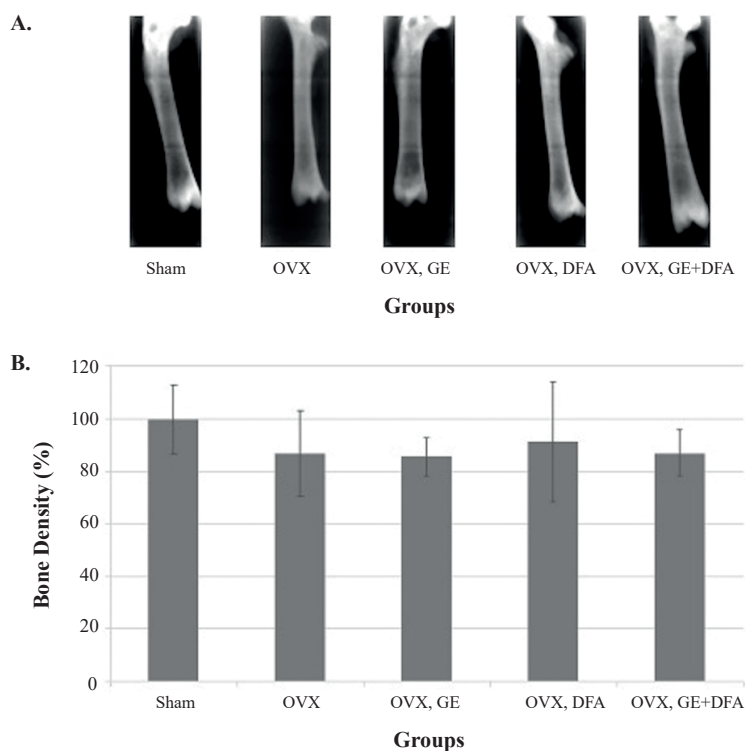 A.
Sham OVX OVX, GE OVX, DFA OVX, GE+DFA
Groups
B.
Bone Density (%)
120
100
80
60
40
20
0
Sham OVX OVX, GE OVX, DFA OVX, GE+DFA
Groups